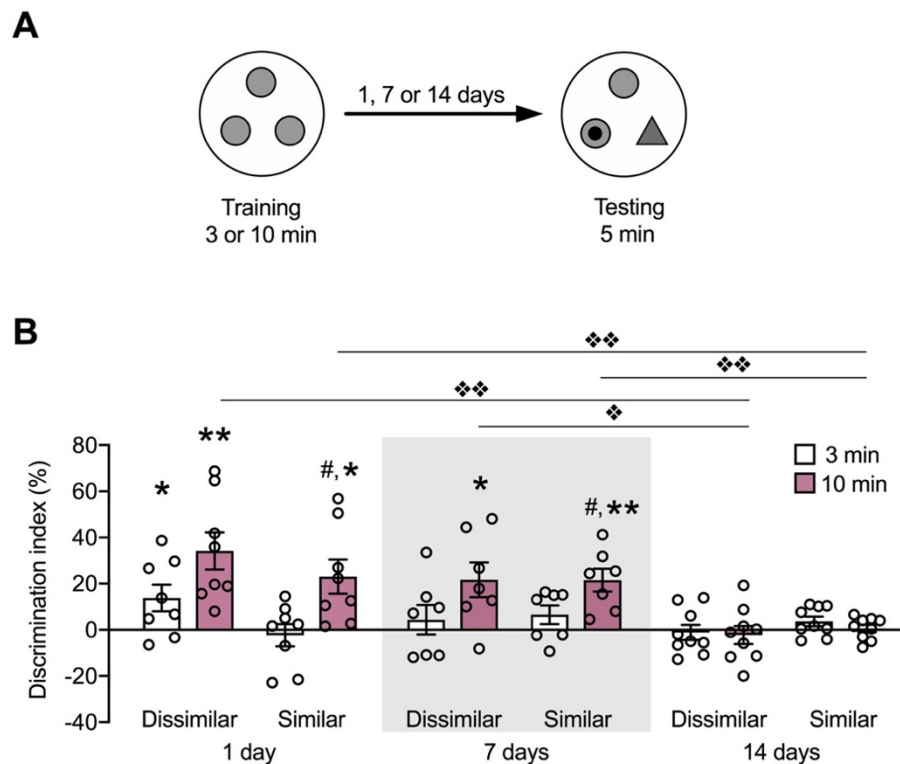 A
1, 7 or 14 days
Training
3 or 10 min
Testing
5 min
B
❖❖
❖❖
❖❖
❖
Discrimination index (%)
80
60
40
20
0
-20
-40
*
**
#, *
*
#, **
3 min
10 min
Dissimilar Similar Dissimilar Similar Dissimilar Similar
1 day 7 days 14 days